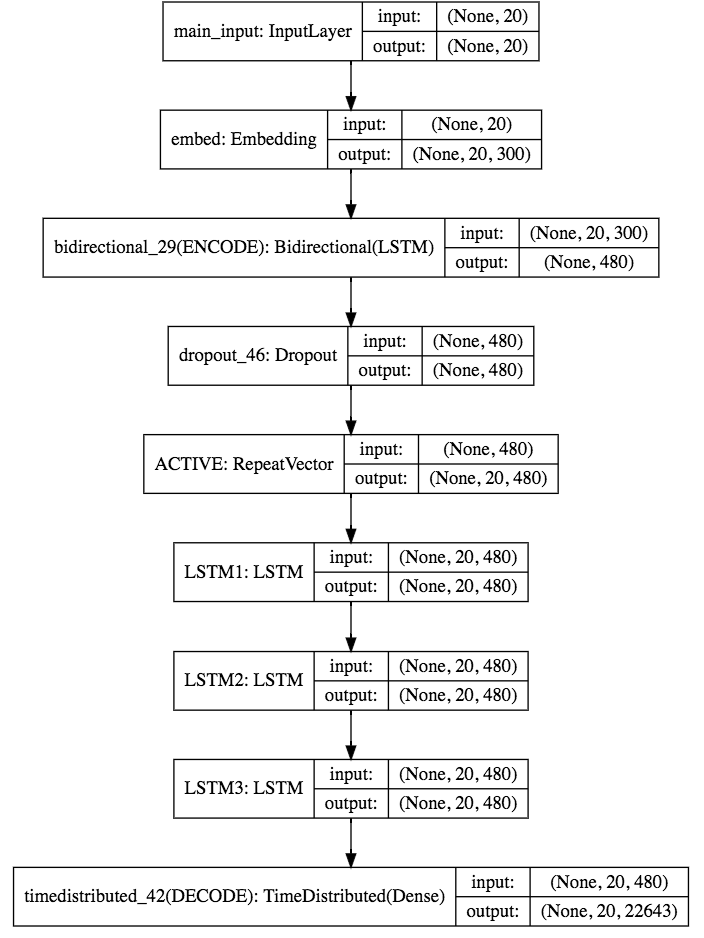 main_input: InputLayer
input: (None, 20)
output: (None, 20)
embed: Embedding
input: (None, 20)
output: (None, 20, 300)
bidirectional_29(ENCODE): Bidirectional(LSTM)
input: (None, 20, 300)
output: (None, 480)
dropout_46: Dropout
input: (None, 480)
output: (None, 480)
ACTIVE: RepeatVector
input: (None, 480)
output: (None, 20, 480)
LSTM1: LSTM
input: (None, 20, 480)
output: (None, 20, 480)
LSTM2: LSTM
input: (None, 20, 480)
output: (None, 20, 480)
LSTM3: LSTM
input: (None, 20, 480)
output: (None, 20, 480)
timedistributed_42(DECODE): TimeDistributed(Dense)
input: (None, 20, 480)
output: (None, 20, 22643)